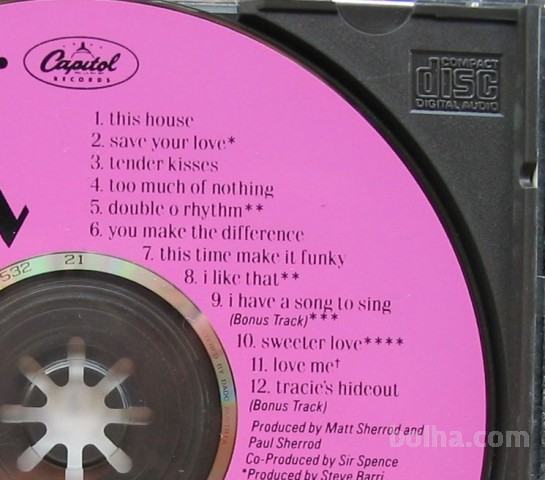 Capitol
RECORDS
COMPACT
disc
DIGITAL AUDIO
1. this house
2. save your love*
3. tender kisses
4. too much of nothing
5. double o rhythm**
6. you make the difference
7. this time make it funky
8. i like that**
9. i have a song to sing
(Bonus Track)***
10. sweeter love****
11. love me†
12. tracie's hideout
(Bonus Track)
Produced by Matt Sherrod and
Paul Sherrod
Co-Produced by Sir Spence
*Produced by Steve Barri
532 21
bolha.com